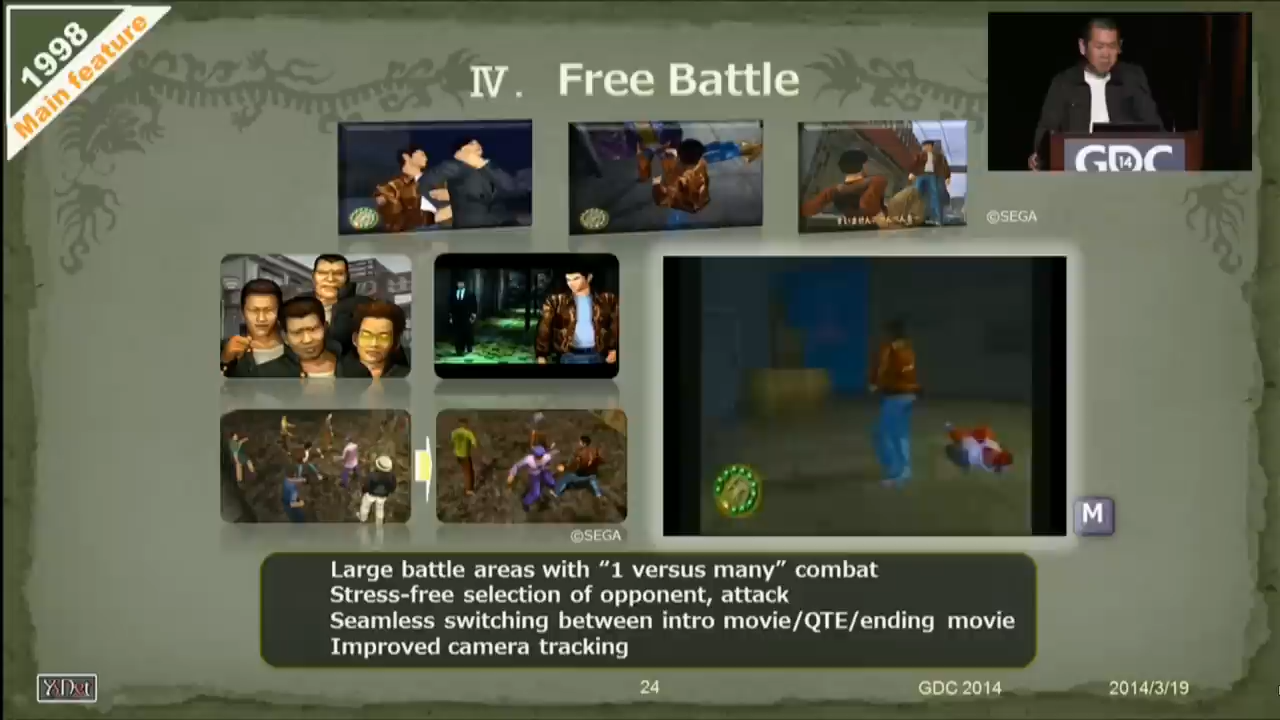 1998
Main feature
Ⅳ. Free Battle
GDC
14
©SEGA
©SEGA
M
Large battle areas with “1 versus many” combat
Stress-free selection of opponent, attack
Seamless switching between intro movie/QTE/ending movie
Improved camera tracking
YSNet
24
GDC 2014
2014/3/19